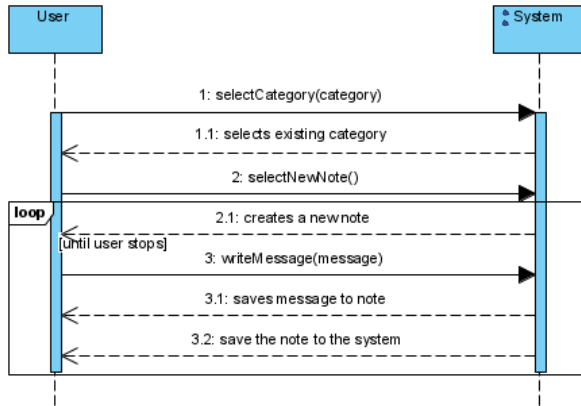 User
System
1: selectCategory(category)
1.1: selects existing category
2: selectNewNote()
loop
2.1: creates a new note
[until user stops]
3: writeMessage(message)
3.1: saves message to note
3.2: save the note to the system